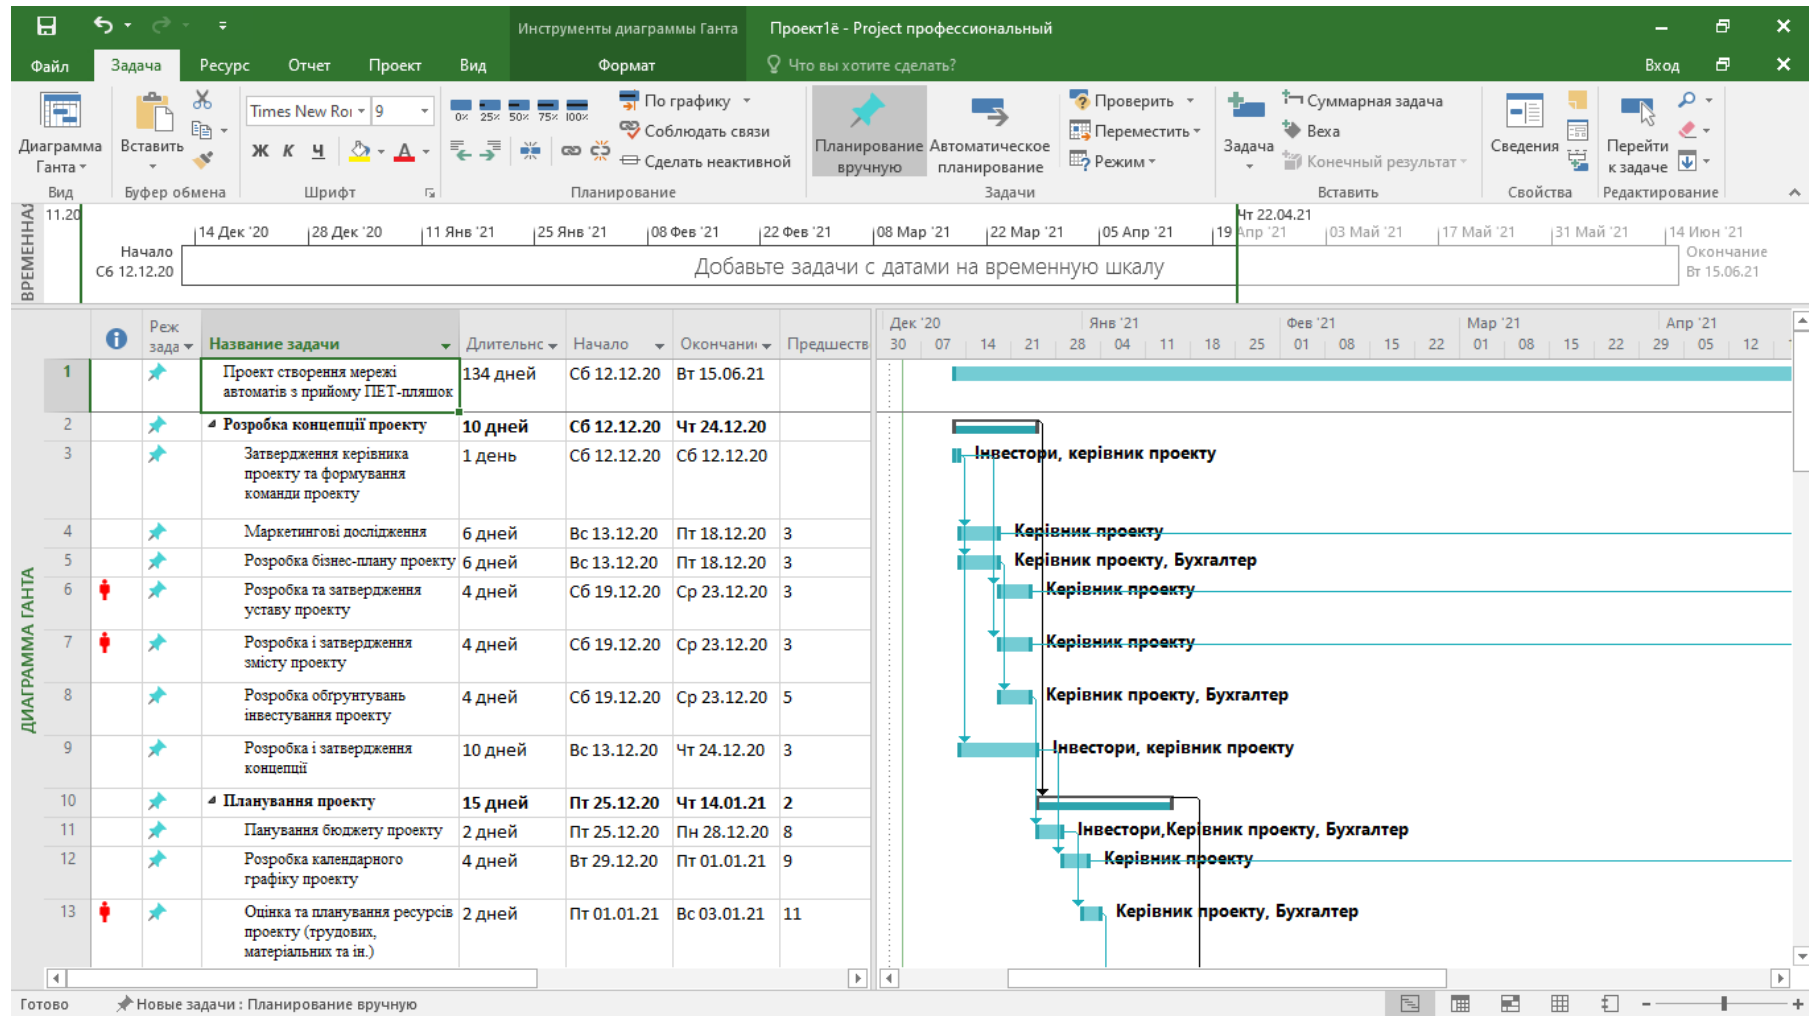 Инструменты диаграммы Ганта
Проект1ё - Project профессиональный
Файл
Задача
Ресурс
Отчет
Проект
Вид
Формат
Что вы хотите сделать?
Вход
Диаграмма
Ганта
Вид
Вставить
Буфер обмена
Times New Roı
9
Ж К Ч
А
Шрифт
0× 25× 50× 75× 100×
По графику
Соблюдать связи
Сделать неактивной
Планирование
Планирование
вручную
Автоматическое
планирование
Проверить
Переместить
Режим
Задачи
Задача
Суммарная задача
Веха
Конечный результат
Вставить
Сведения
Свойства
Перейти
к задаче
Редактирование
ВРЕМЕННАЯ
11.20
Чт 22.04.21
14 Дек '20
28 Дек '20
11 Янв '21
25 Янв '21
08 Фев '21
22 Фев '21
08 Мар '21
22 Мар '21
05 Апр '21
19 Апр '21
03 Май '21
17 Май '21
31 Май '21
14 Июн '21
Начало
Сб 12.12.20
Добавьте задачи с датами на временную шкалу
Окончание
Вт 15.06.21
ДИАГРАММА ГАНТА
Реж
зада
Название задачи
Длительнс
Начало
Окончани
Предшеств
Дек '20
Янв '21
Фев '21
Мар '21
Апр '21
30 07 14 21 28 04 11 18 25 01 08 15 22 01 08 15 22 29 05 12
1 Проект створення мережі 134 дней Сб 12.12.20 Вт 15.06.21
автоматів з прийому ПЕТ-пляшок
2 Розробка концепції проекту 10 дней Сб 12.12.20 Чт 24.12.20
3 Затвердження керівника 1 день Сб 12.12.20 Сб 12.12.20 Інвестори, керівник проекту
проекту та формування
команди проекту
4 Маркетингові дослідження 6 дней Вс 13.12.20 Пт 18.12.20 3 Керівник проекту
5 Розробка бізнес-плану проекту 6 дней Вс 13.12.20 Пт 18.12.20 3 Керівник проекту, Бухгалтер
6 Розробка та затвердження 4 дней Сб 19.12.20 Ср 23.12.20 3 Керівник проекту
уставу проекту
7 Розробка і затвердження 4 дней Сб 19.12.20 Ср 23.12.20 3 Керівник проекту
змісту проекту
8 Розробка обґрунтувань 4 дней Сб 19.12.20 Ср 23.12.20 5 Керівник проекту, Бухгалтер
інвестування проекту
9 Розробка і затвердження 10 дней Вс 13.12.20 Чт 24.12.20 3 Інвестори, керівник проекту
концепції
10 Планування проекту 15 дней Пт 25.12.20 Чт 14.01.21 2
11 Панування бюджету проекту 2 дней Пт 25.12.20 Пн 28.12.20 8 Інвестори,Керівник проекту, Бухгалтер
12 Розробка календарного 4 дней Вт 29.12.20 Пт 01.01.21 9 Керівник проекту
графіку проекту
13 Оцінка та планування ресурсів 2 дней Пт 01.01.21 Вс 03.01.21 11 Керівник проекту, Бухгалтер
проекту (трудових,
матеріальних та ін.)
Готово
Новые задачи : Планирование вручную